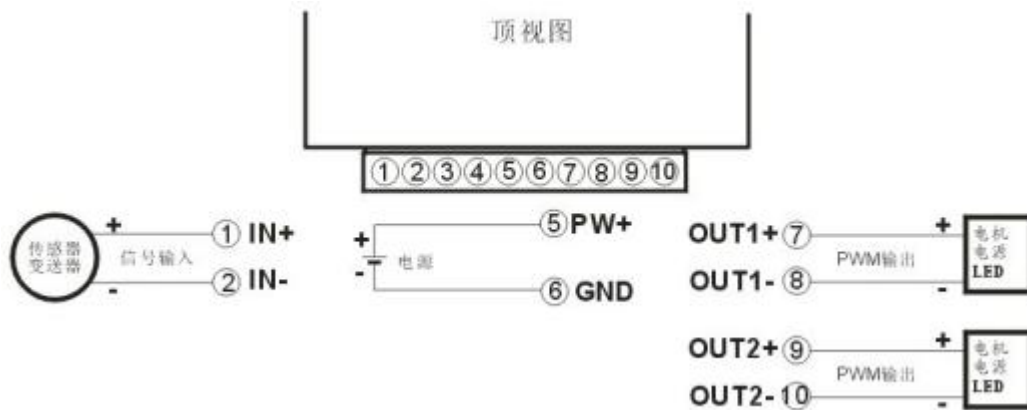 顶视图
①②③④⑤⑥⑦⑧⑨⑩
传感器
变送器
+
-
信号输入
① IN+
② IN-
+
-
电源
⑤ PW+
⑥ GND
OUT1+ ⑦
OUT1- ⑧
PWM输出
+
-
电机
电源
LED
OUT2+ ⑨
OUT2- ⑩
PWM输出
+
-
电机
电源
LED